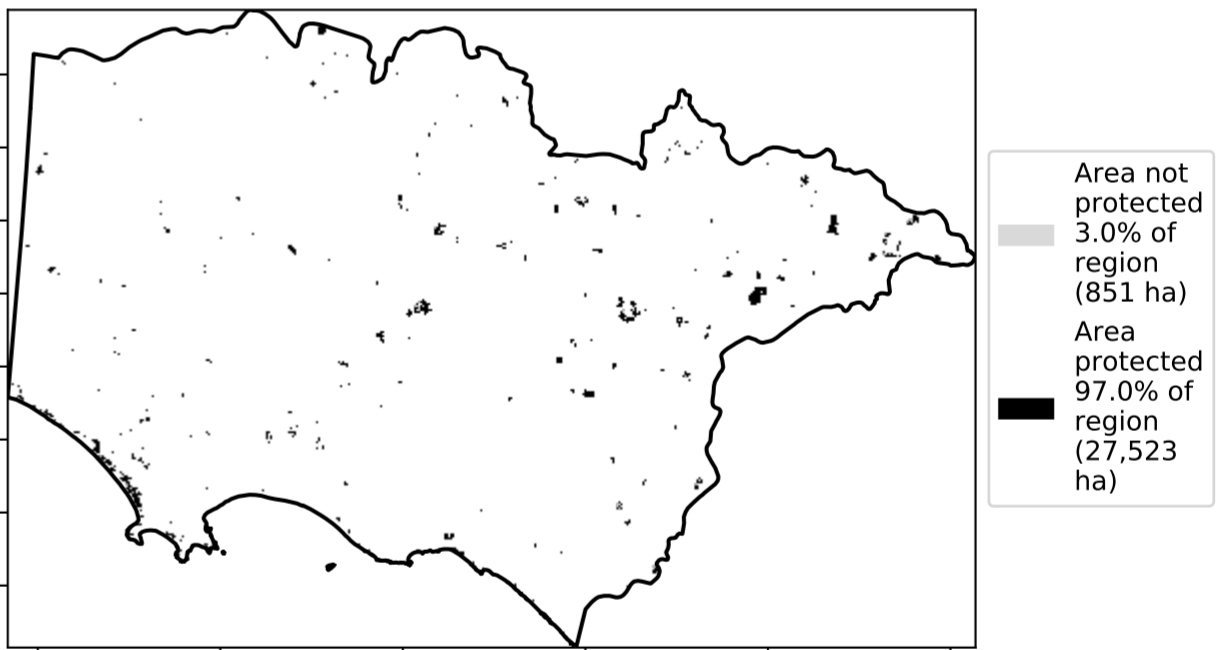 Area not
protected
3.0% of
region
(851 ha)
Area
protected
97.0% of
region
(27,523
ha)